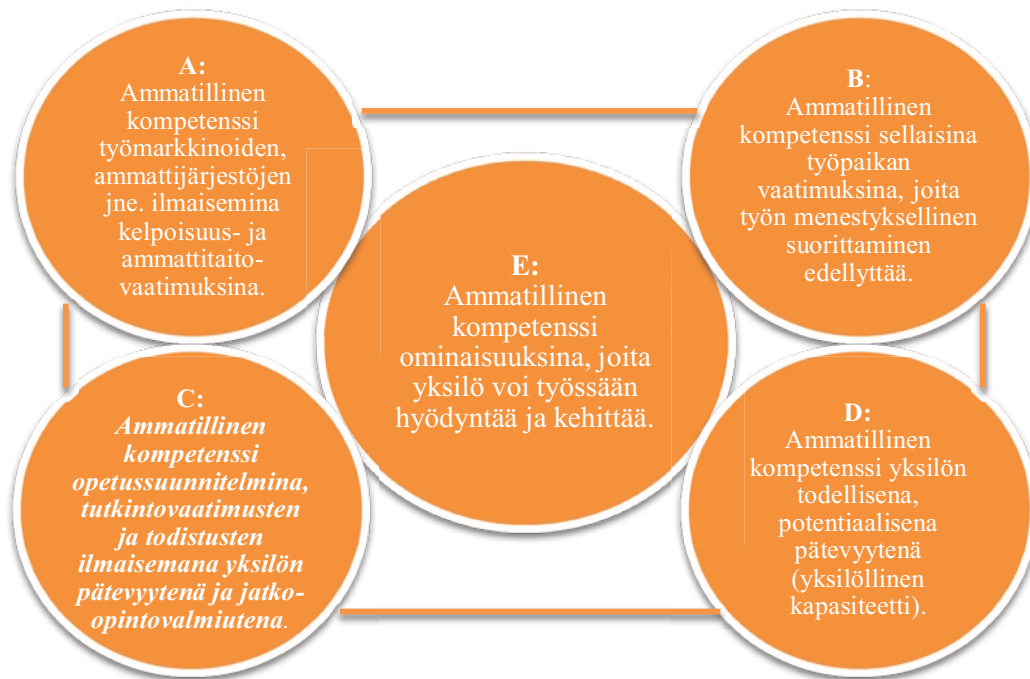 A:
Ammatillinen
kompetenssi
työmarkkinoiden,
ammattijärjestöjen
jne. ilmaisemina
kelpoisuus- ja
ammattitaito-
vaatimuksina.
B:
Ammatillinen
kompetenssi sellaisina
työpaikan
vaatimuksina, joita
työn menestyksellinen
suorittaminen
edellyttää.
E:
Ammatillinen
kompetenssi
ominaisuuksina, joita
yksilö voi työssään
hyödyntää ja kehittää.
C:
Ammatillinen
kompetenssi
opetussuunnitelmina,
tutkintovaatimusten
ja todistusten
ilmaisemana yksilön
pätevyytenä ja jatko-
opintovalmiutena.
D:
Ammatillinen
kompetenssi yksilön
todellisena,
potentiaalisena
pätevyytenä
(yksilöllinen
kapasiteetti).